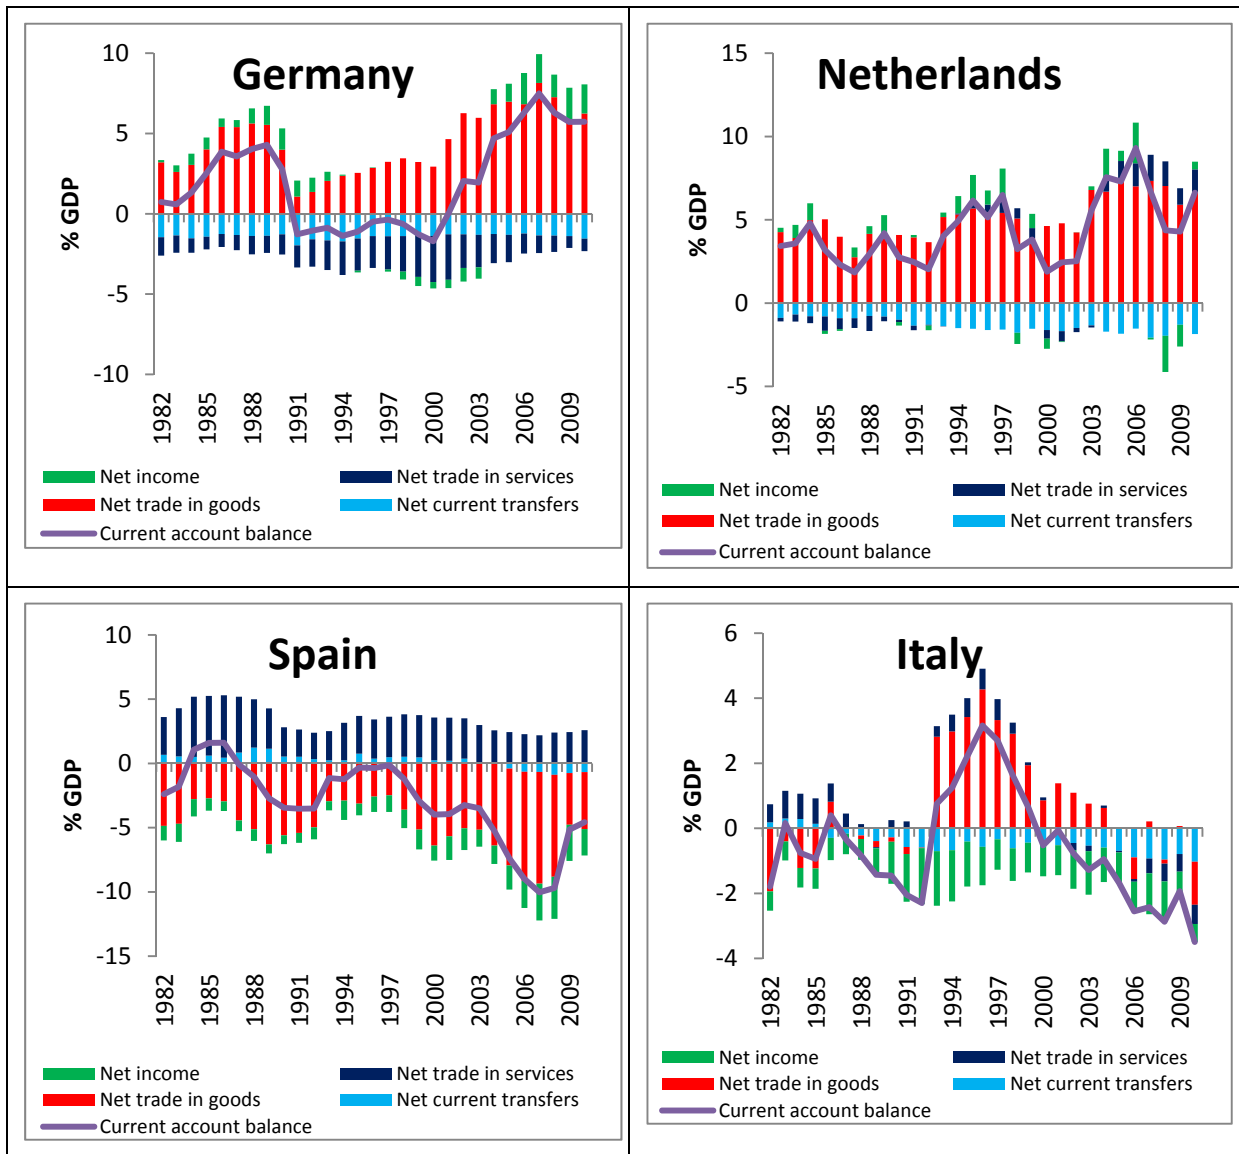 Germany
% GDP
10
5
0
-5
-10
1982
1985
1988
1991
1994
1997
2000
2003
2006
2009
Net income
Net trade in services
Net trade in goods
Net current transfers
Current account balance
Netherlands
% GDP
15
10
5
0
-5
1982
1985
1988
1991
1994
1997
2000
2003
2006
2009
Net income
Net trade in services
Net trade in goods
Net current transfers
Current account balance
Spain
% GDP
10
5
0
-5
-10
-15
1982
1985
1988
1991
1994
1997
2000
2003
2006
2009
Net income
Net trade in services
Net trade in goods
Net current transfers
Current account balance
Italy
% GDP
6
4
2
0
-2
-4
1982
1985
1988
1991
1994
1997
2000
2003
2006
2009
Net income
Net trade in services
Net trade in goods
Net current transfers
Current account balance